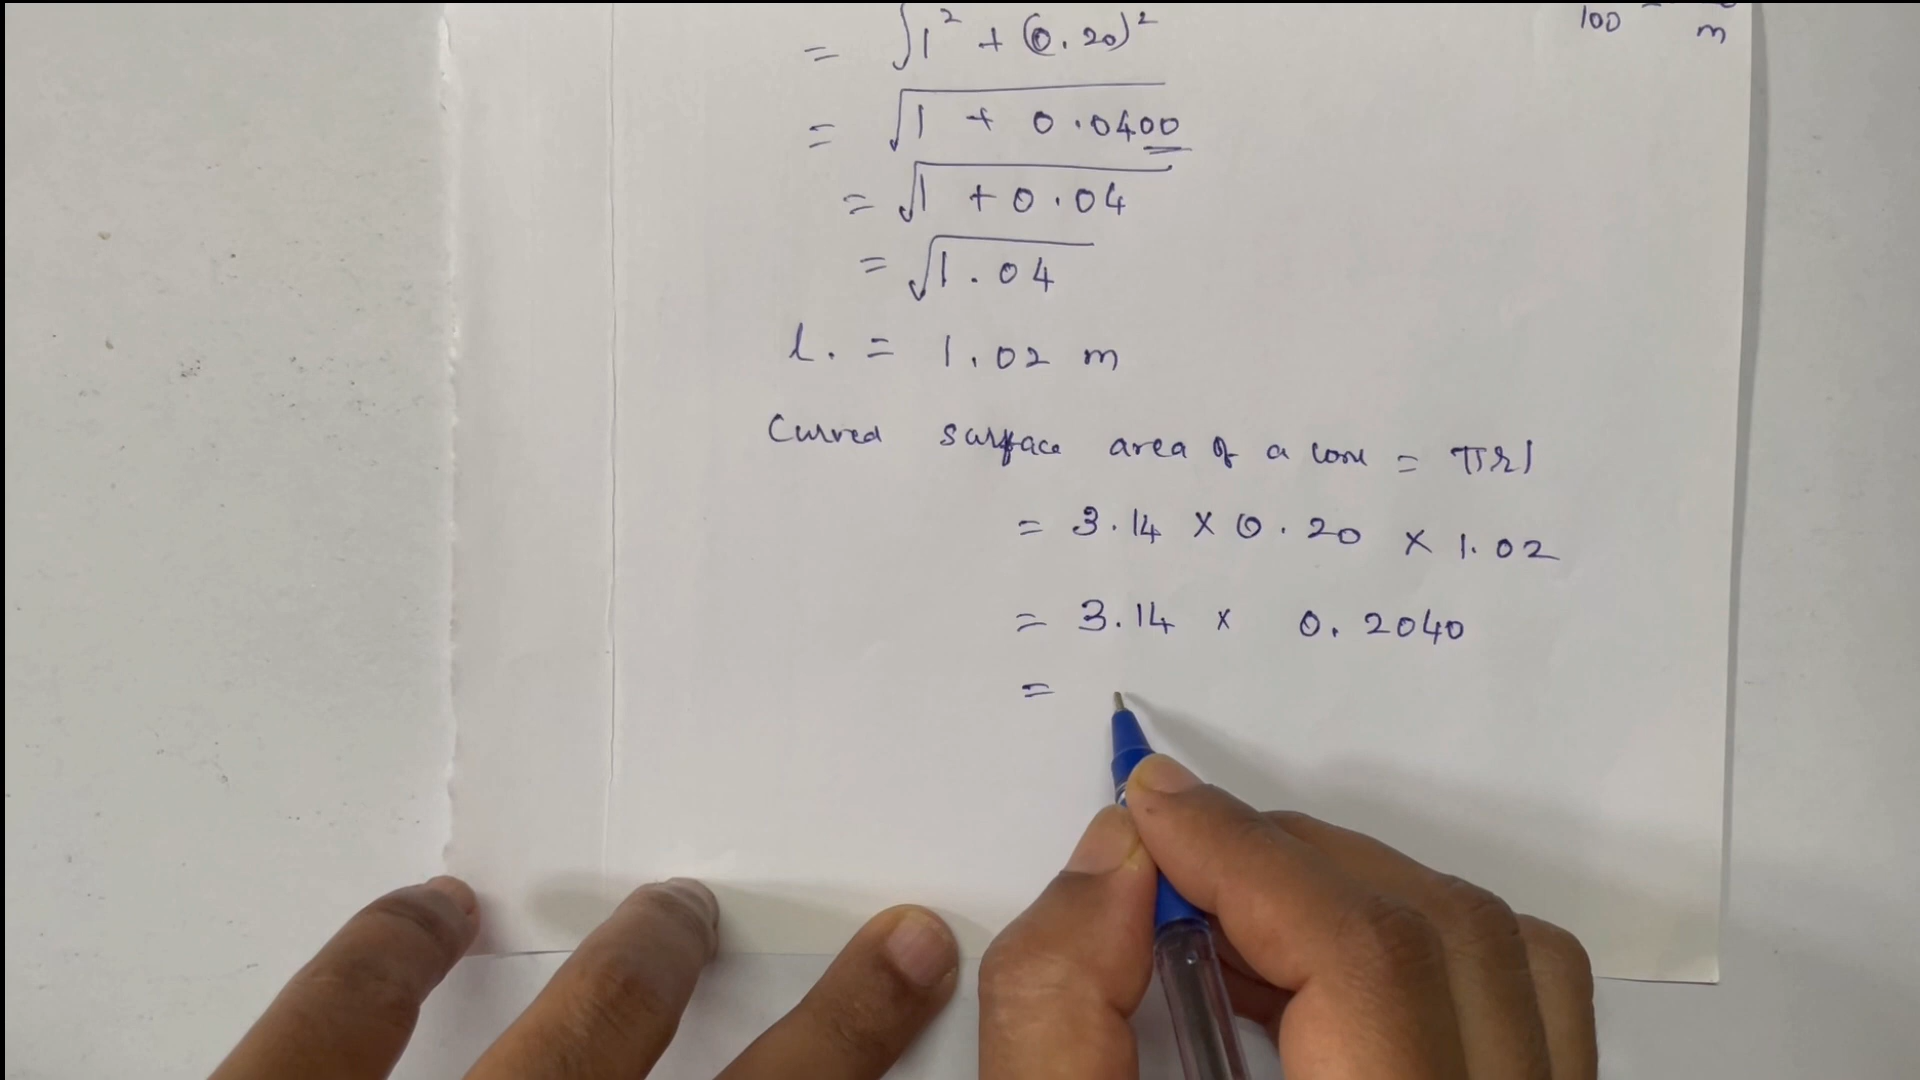 = √1² + (0.20)²
100 m
= √1 + 0.0400
= √1 + 0.04
= √1.04
l. = 1.02 m
Curved surface area of a cone = πrl
= 3.14 × 0.20 × 1.02
= 3.14 × 0.2040
=